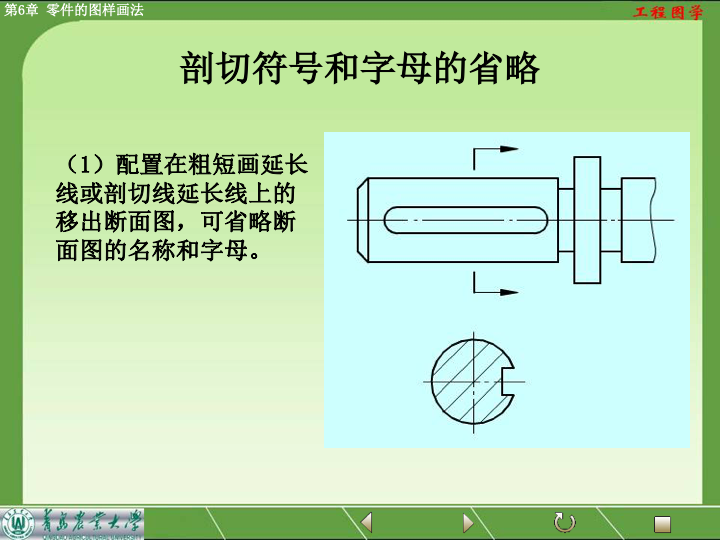 第6章 零件的图样画法
工程图学
剖切符号和字母的省略
（1）配置在粗短画延长
线或剖切线延长线上的
移出断面图，可省略断
面图的名称和字母。
青岛农业大学